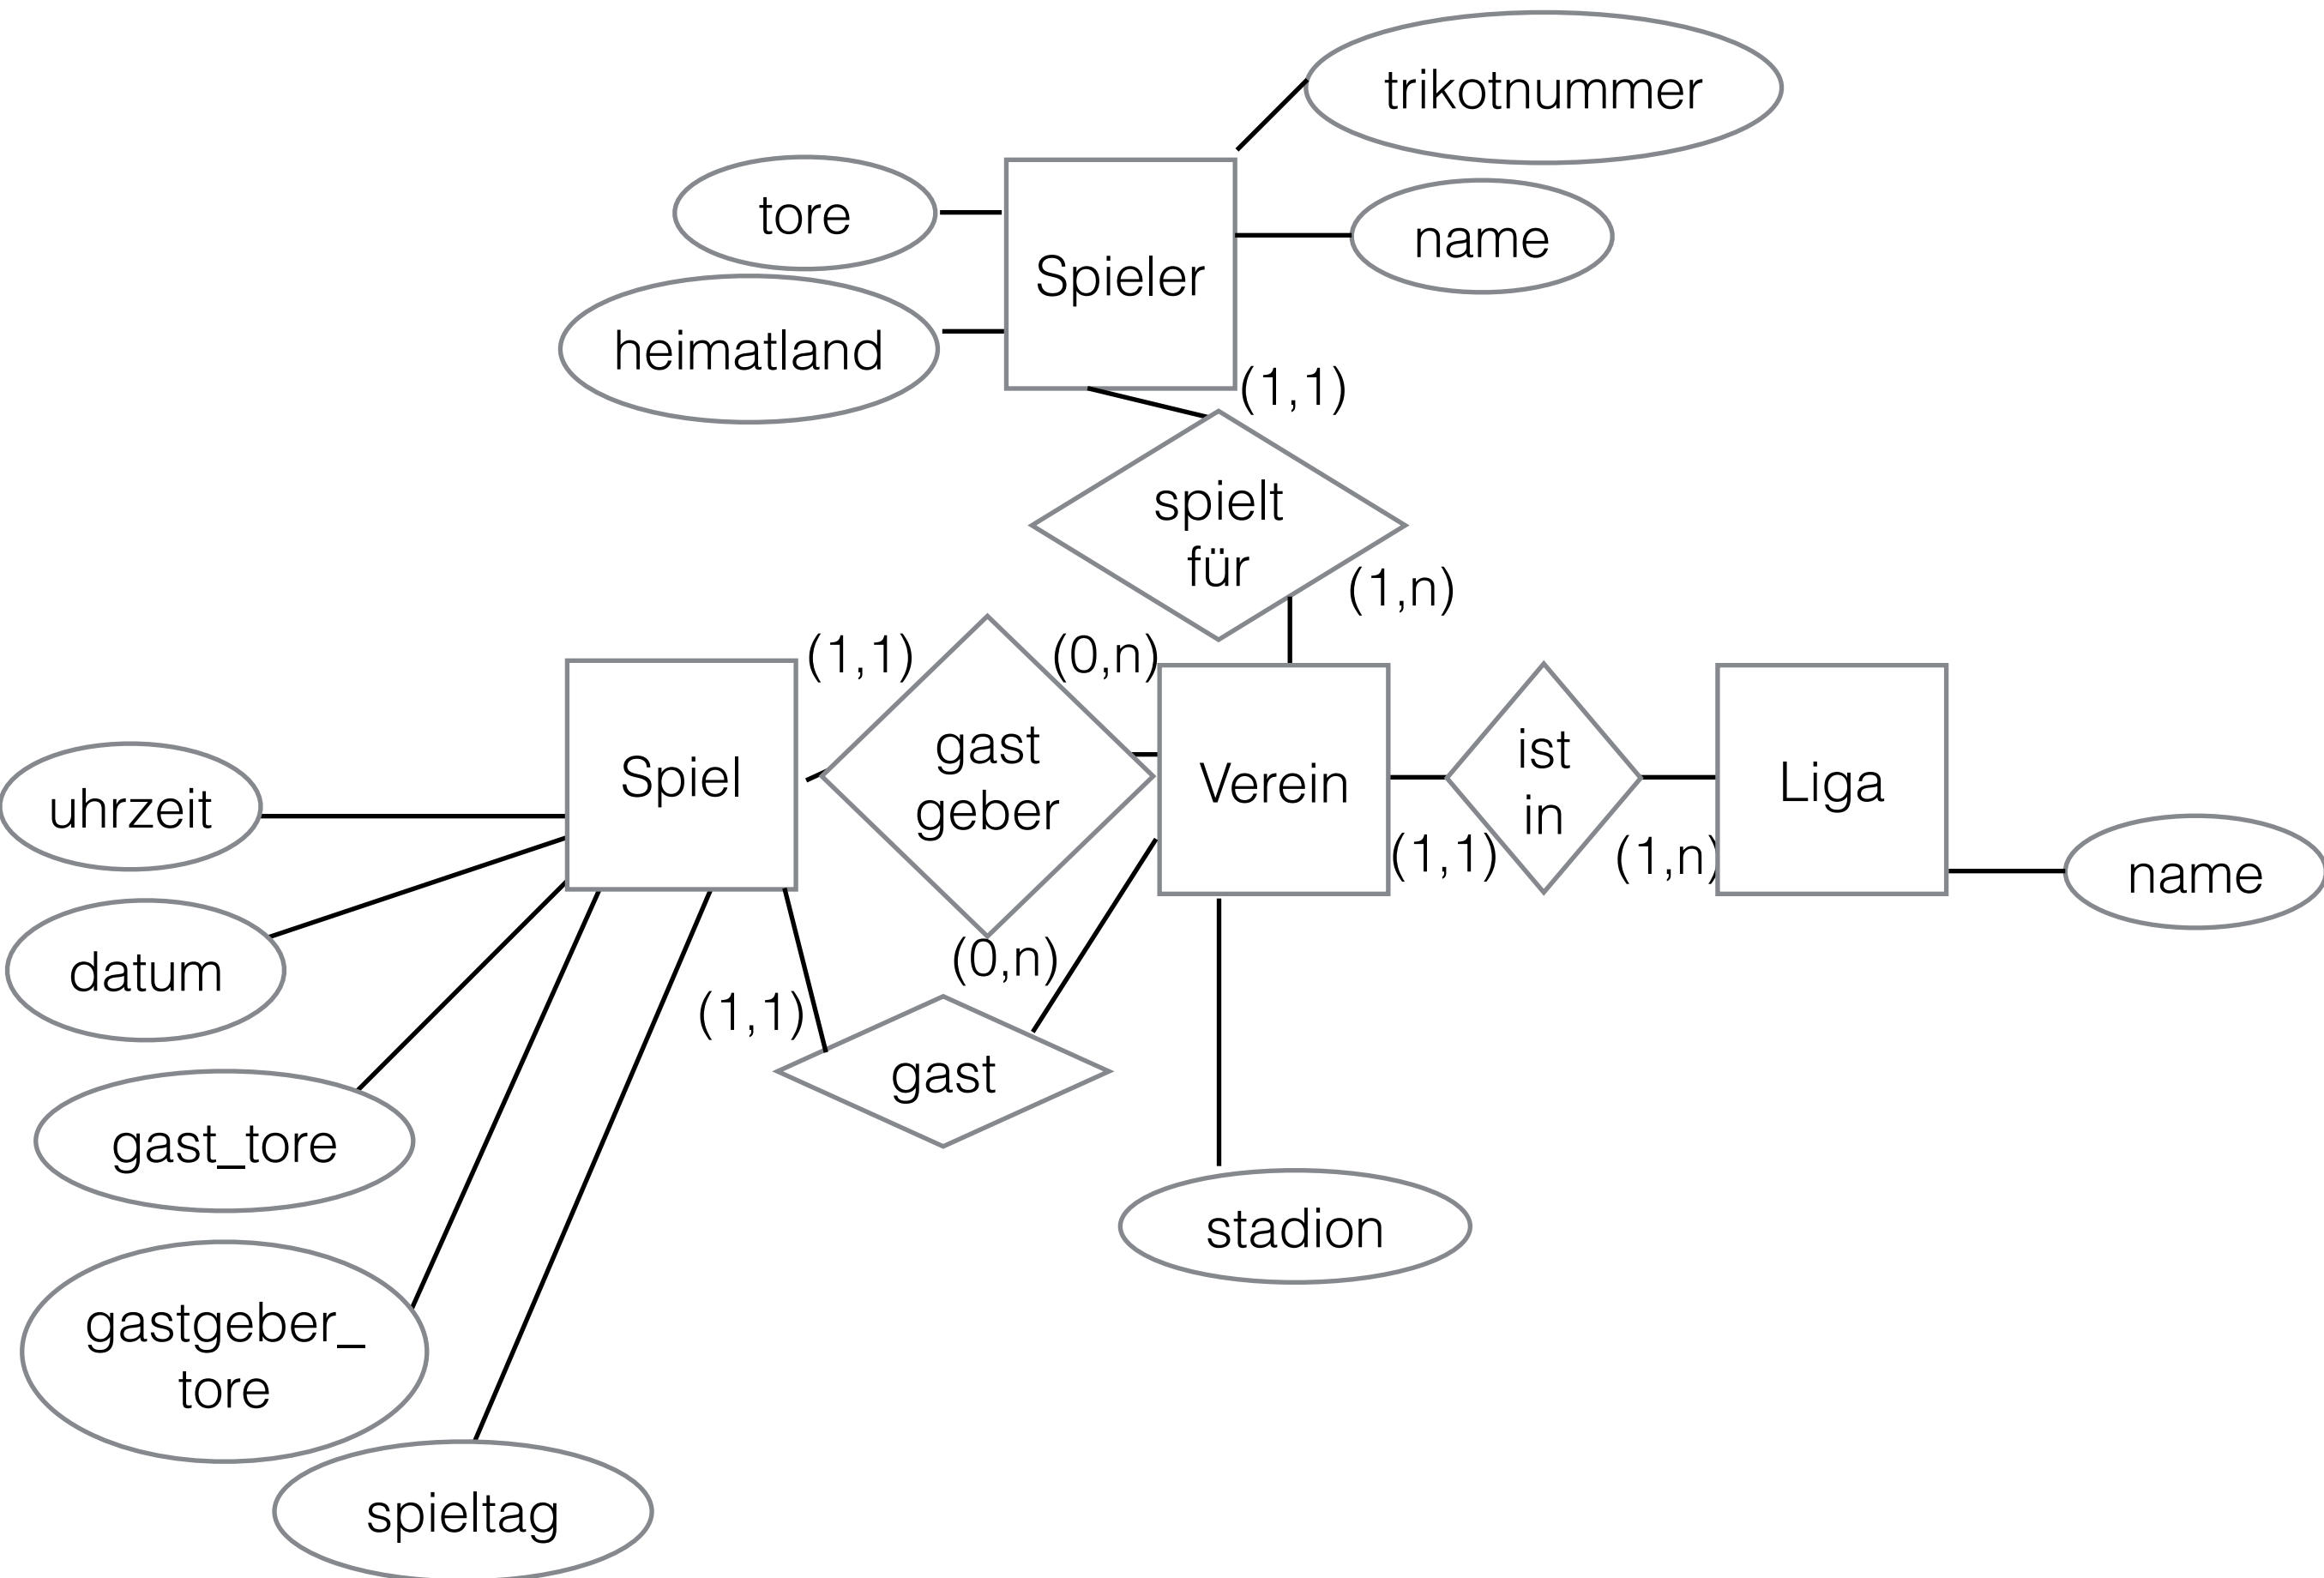 trikotnummer
tore
name
Spieler
heimatland
(1,1)
spielt
für
(1,n)
(1,1)
(0,n)
gast
geber
Spiel
Verein
ist
in
Liga
uhrzeit
(1,1)
(1,n)
name
datum
(0,n)
(1,1)
gast
gast_tore
stadion
gastgeber_
tore
spieltag